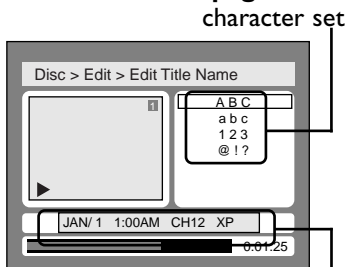 character set
Disc > Edit > Edit Title Name
1
A B C
a b c
1 2 3
@ ! ?
JAN/ 1 1:00AM CH12 XP
0:01:25